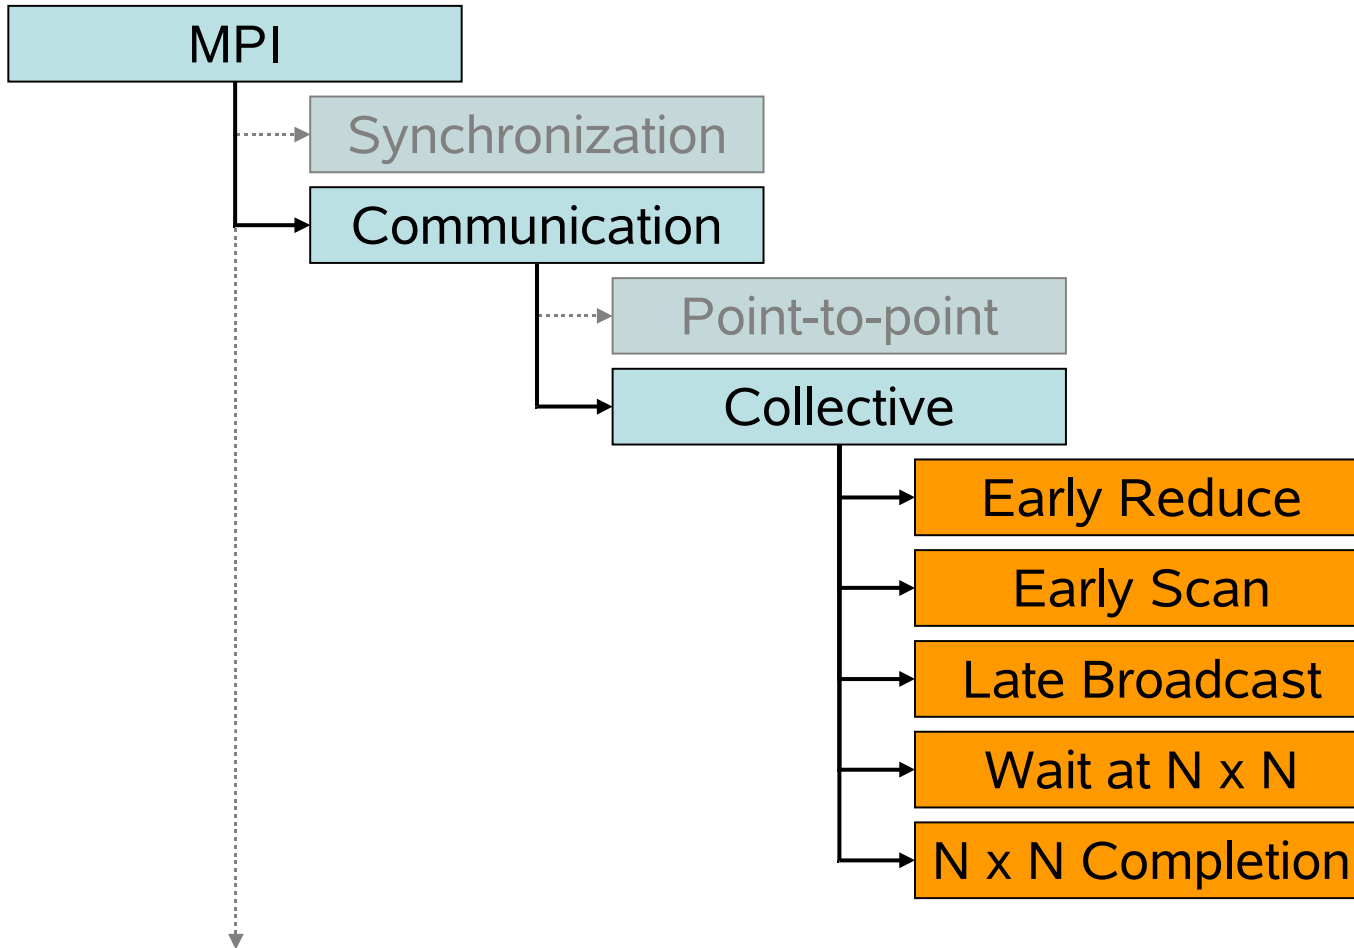 MPI
Synchronization
Communication
Point-to-point
Collective
Early Reduce
Early Scan
Late Broadcast
Wait at N x N
N x N Completion